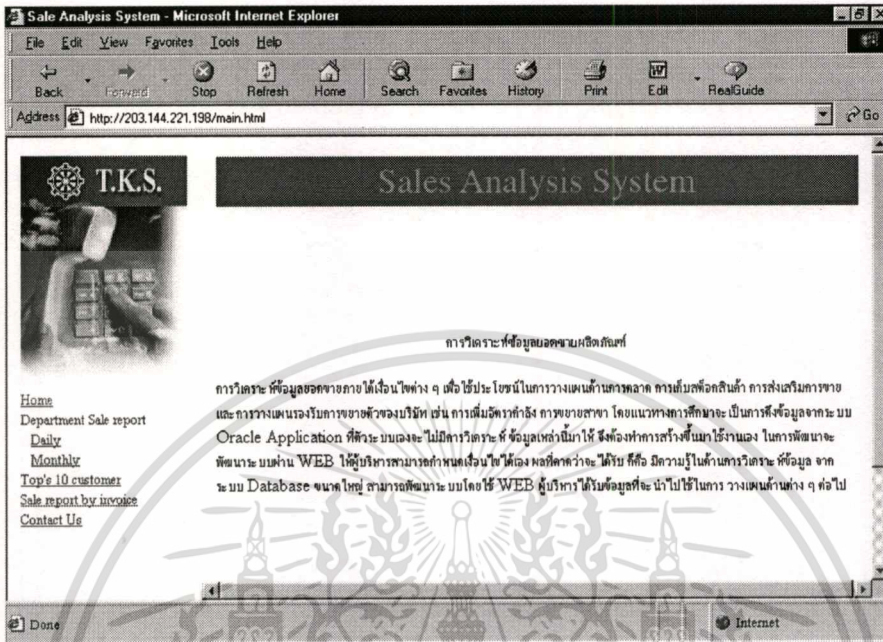 Sale Analysis System - Microsoft Internet Explorer
File Edit View Favorites Tools Help
Back Forward Stop Refresh Home Search Favorites History Print Edit RealGuide
Address http://203.144.221.198/main.html Go
T.K.S.
Sales Analysis System
การวิเคราะห์ข้อมูลยอดขายผลิตภัณฑ์
การวิเคราะห์ข้อมูลยอดขายภายใต้เงื่อนไขต่าง ๆ เพื่อใช้ประโยชน์ในการวางแผนด้านการตลาด การเก็บสต็อกสินค้า การส่งเสริมการขาย
และการวางแผนรองรับการขยายตัวของบริษัท เช่น การเพิ่มอัตรากำลัง การขยายสาขา โดยแนวทางการศึกษาจะเป็นการดึงข้อมูลจากระบบ
Oracle Application ที่ตัวระบบเองจะไม่มีการวิเคราะห์ ข้อมูลเหล่านี้มาให้ จึงต้องทำการสร้างขึ้นมาใช้งานเอง ในการพัฒนาจะ
พัฒนาระบบผ่าน WEB ให้ผู้บริหารสามารถกำหนดเงื่อนไขได้เอง ผลที่คาดว่าจะได้รับ ก็คือ มีความรู้ในด้านการวิเคราะห์ข้อมูล จาก
ระบบ Database ขนาดใหญ่ สามารถพัฒนาระบบโดยใช้ WEB ผู้บริหารได้รับข้อมูลที่จะนำไปใช้ในการ วางแผนด้านต่าง ๆ ต่อไป
Home
Department Sale report
Daily
Monthly
Top's 10 customer
Sale report by invoice
Contact Us
Done Internet